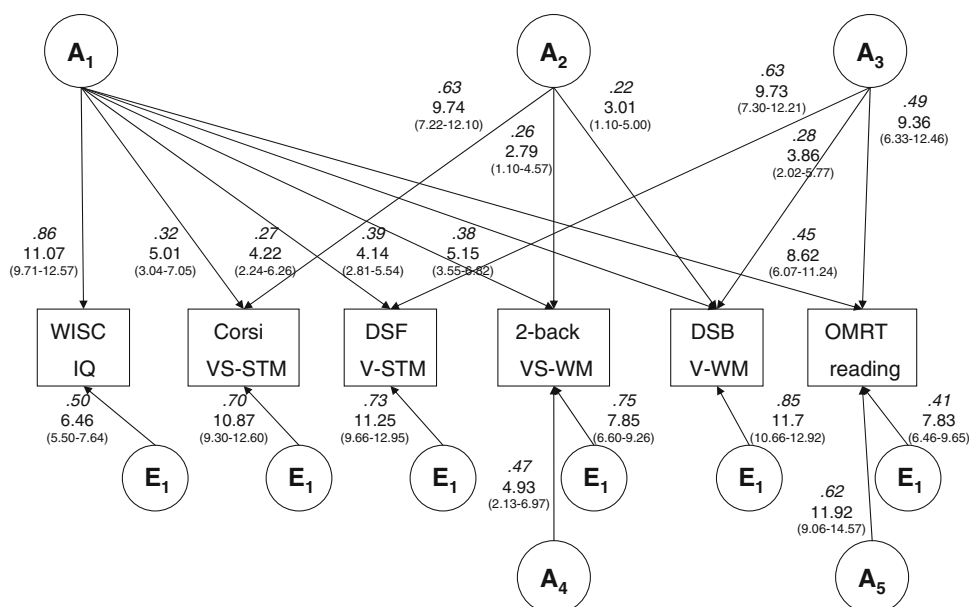 A1
A2
A3
.63
9.74
(7.22-12.10)
.26
2.79
(1.10-4.57)
.22
3.01
(1.10-5.00)
.63
9.73
(7.30-12.21)
.28
3.86
(2.02-5.77)
.49
9.36
(6.33-12.46)
.86
11.07
(9.71-12.57)
.32
5.01
(3.04-7.05)
.27
4.22
(2.24-6.26)
.39
4.14
(2.81-5.54)
.38
5.15
(3.55-6.82)
.45
8.62
(6.07-11.24)
WISC
IQ
Corsi
VS-STM
DSF
V-STM
2-back
VS-WM
DSB
V-WM
OMRT
reading
.50
6.46
(5.50-7.64)
.70
10.87
(9.30-12.60)
.73
11.25
(9.66-12.95)
.75
7.85
(6.60-9.26)
.85
11.7
(10.66-12.92)
.41
7.83
(6.46-9.65)
E1
E1
E1
E1
E1
E1
.47
4.93
(2.13-6.97)
.62
11.92
(9.06-14.57)
A4
A5